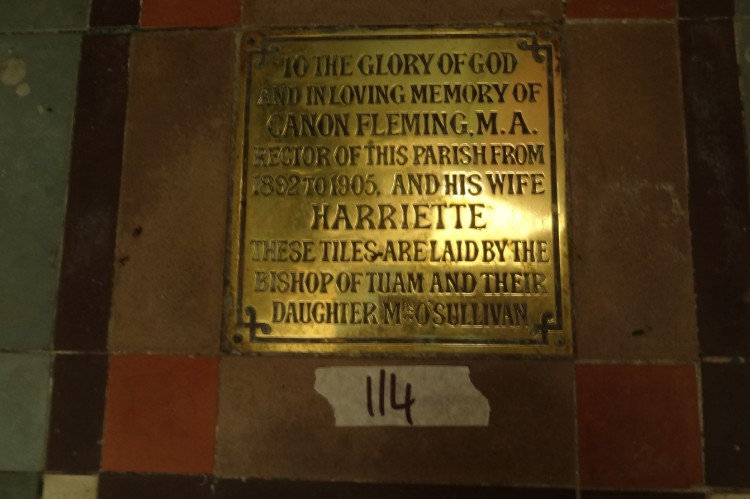 TO THE GLORY OF GOD
AND IN LOVING MEMORY OF
CANON FLEMING, M.A.
RECTOR OF THIS PARISH FROM
1892 TO 1905, AND HIS WIFE
HARRIETTE
THESE TILES ARE LAID BY THE
BISHOP OF TUAM AND THEIR
DAUGHTER MRS O'SULLIVAN
114